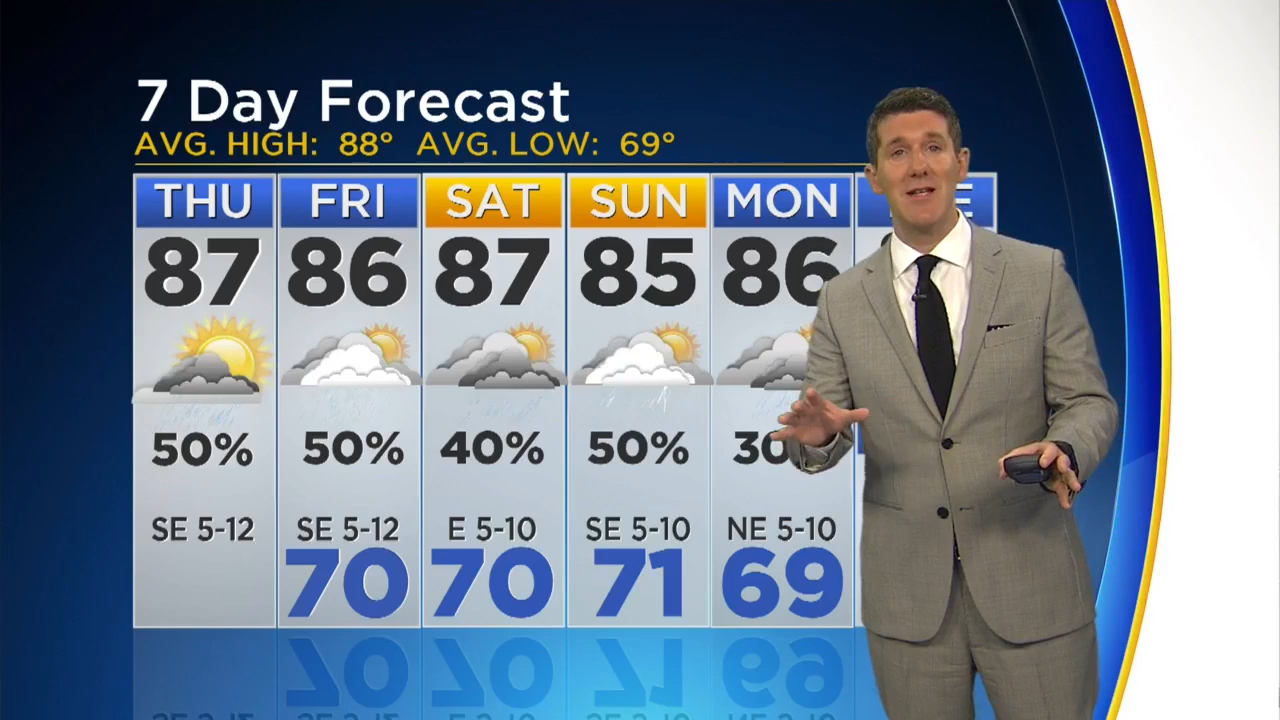 7 Day Forecast
AVG. HIGH: 88° AVG. LOW: 69°
THU FRI SAT SUN MON
87 86 87 85 86
50% 50% 40% 50% 30
SE 5-12 SE 5-12 E 5-10 SE 5-10 NE 5-10
70 70 71 69